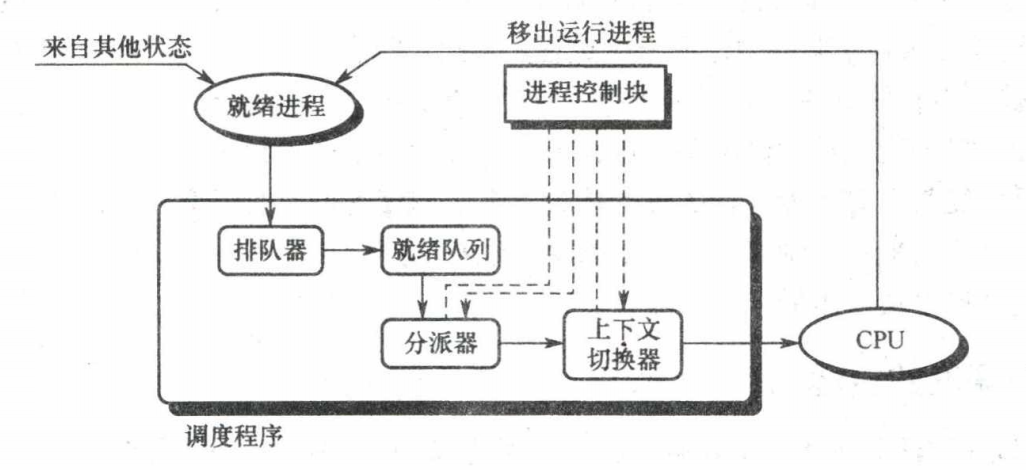 移出运行进程
来自其他状态
进程控制块
就绪进程
排队器
就绪队列
分派器
上下文
切换器
CPU
调度程序